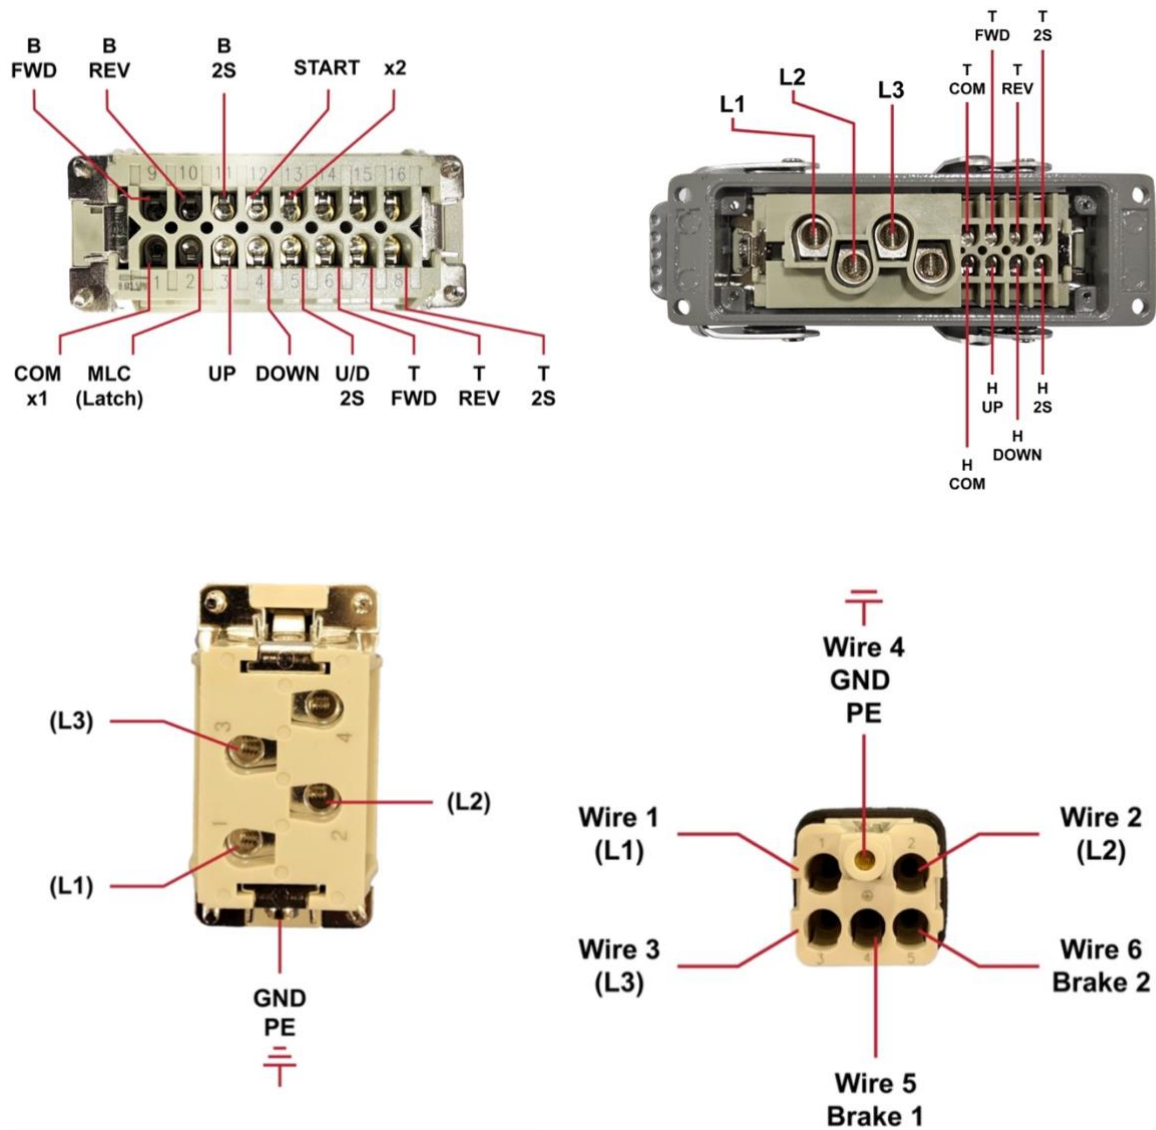 B
FWD
B
REV
B
2S
START
x2
9 10 11 12 13 14 15 16
1 2 3 4 5 6 7 8
COM
x1
MLC
(Latch)
UP
DOWN
U/D
2S
T
FWD
T
REV
T
2S
L1
L2
L3
T
COM
T
FWD
T
REV
T
2S
H
COM
H
UP
H
DOWN
H
2S
(L3)
3
4
(L2)
1
2
(L1)
GND
PE
Wire 4
GND
PE
Wire 1
(L1)
Wire 2
(L2)
1 2
3 4 5
Wire 3
(L3)
Wire 6
Brake 2
Wire 5
Brake 1